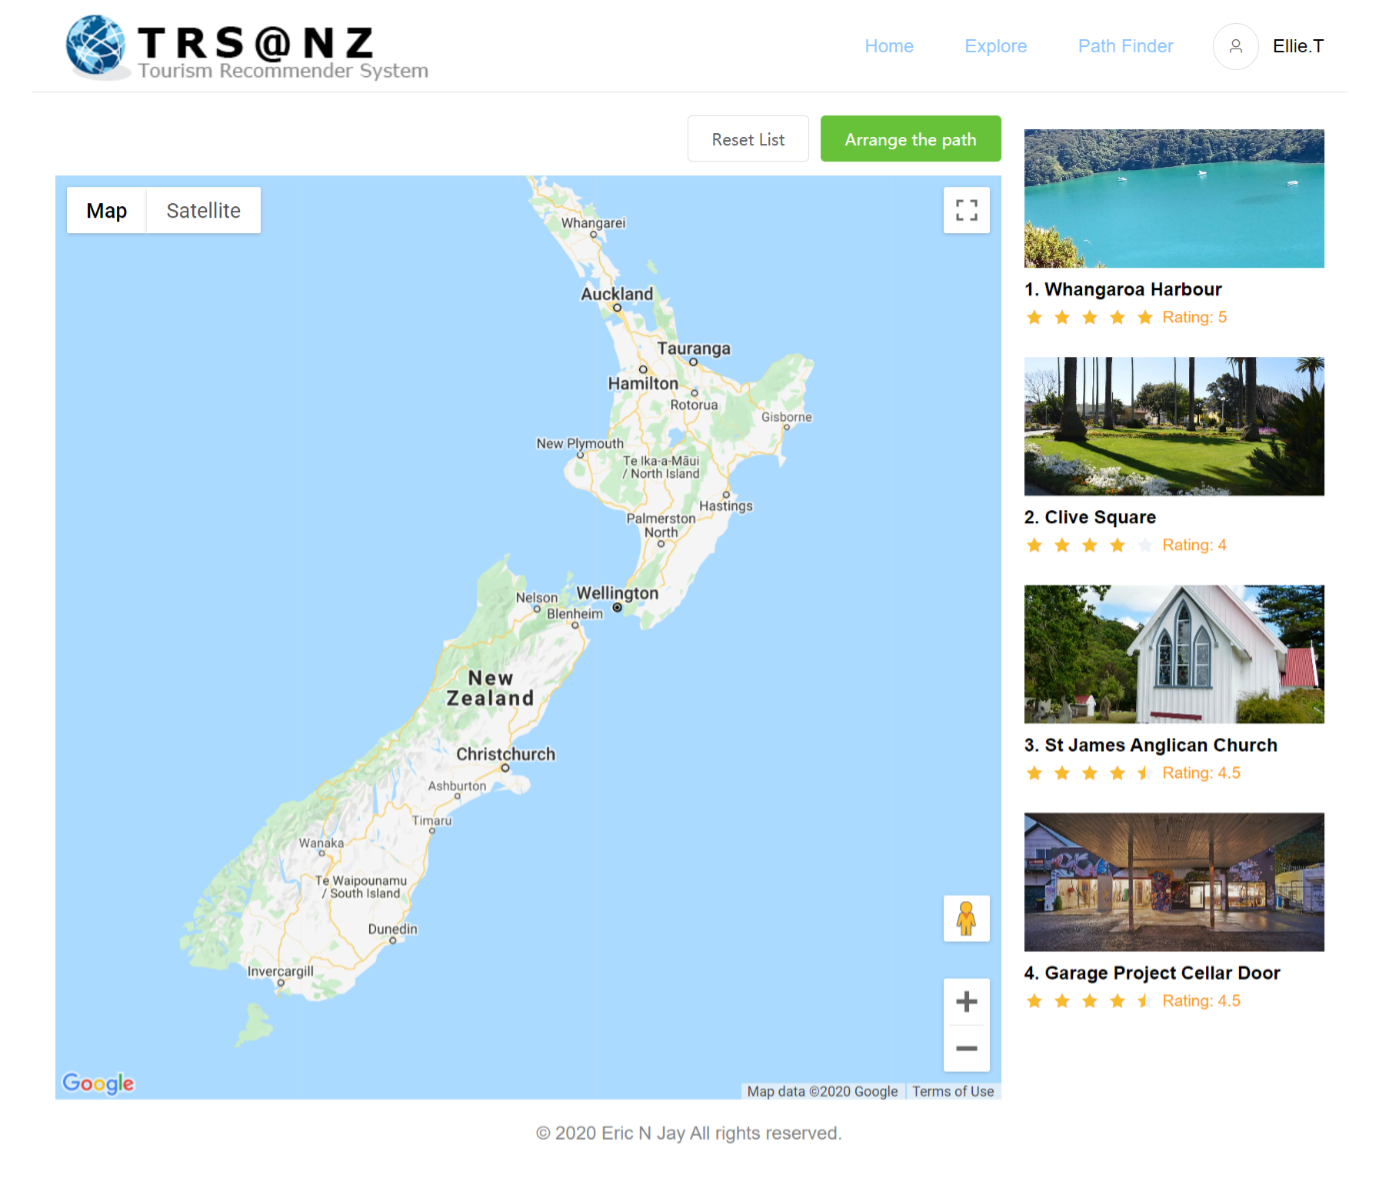 TRS@NZ
Tourism Recommender System
Home
Explore
Path Finder
Ellie.T
Reset List
Arrange the path
Map
Satellite
Whangarei
Auckland
Tauranga
Hamilton
Rotorua
Gisborne
New Plymouth
Te Ika-a-Māui
/ North Island
Hastings
Palmerston
North
Wellington
Nelson
Blenheim
New
Zealand
Christchurch
Ashburton
Timaru
Wanaka
Te Waipounamu
/ South Island
Dunedin
Invercargill
Google
Map data ©2020 Google
Terms of Use
1. Whangaroa Harbour
Rating: 5
2. Clive Square
Rating: 4
3. St James Anglican Church
Rating: 4.5
4. Garage Project Cellar Door
Rating: 4.5
© 2020 Eric N Jay All rights reserved.